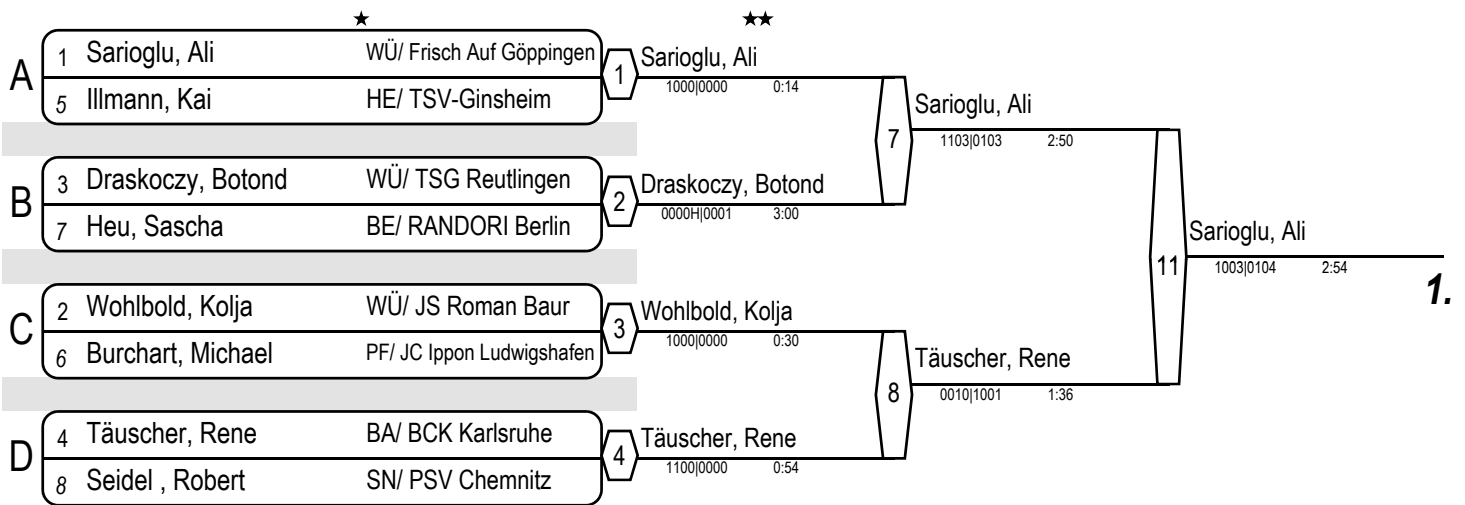 ★ ★★
A
1 Sarioglu, Ali WÜ/ Frisch Auf Göppingen
5 Illmann, Kai HE/ TSV-Ginsheim
1
Sarioglu, Ali
1000|0000 0:14
B
3 Draskoczy, Botond WÜ/ TSG Reutlingen
7 Heu, Sascha BE/ RANDORI Berlin
2
Draskoczy, Botond
0000H|0001 3:00
7
Sarioglu, Ali
1103|0103 2:50
C
2 Wohlbold, Kolja WÜ/ JS Roman Baur
6 Burchart, Michael PF/ JC Ippon Ludwigshafen
3
Wohlbold, Kolja
1000|0000 0:30
D
4 Täuscher, Rene BA/ BCK Karlsruhe
8 Seidel , Robert SN/ PSV Chemnitz
4
Täuscher, Rene
1100|0000 0:54
8
Täuscher, Rene
0010|1001 1:36
11
Sarioglu, Ali
1003|0104 2:54
1.